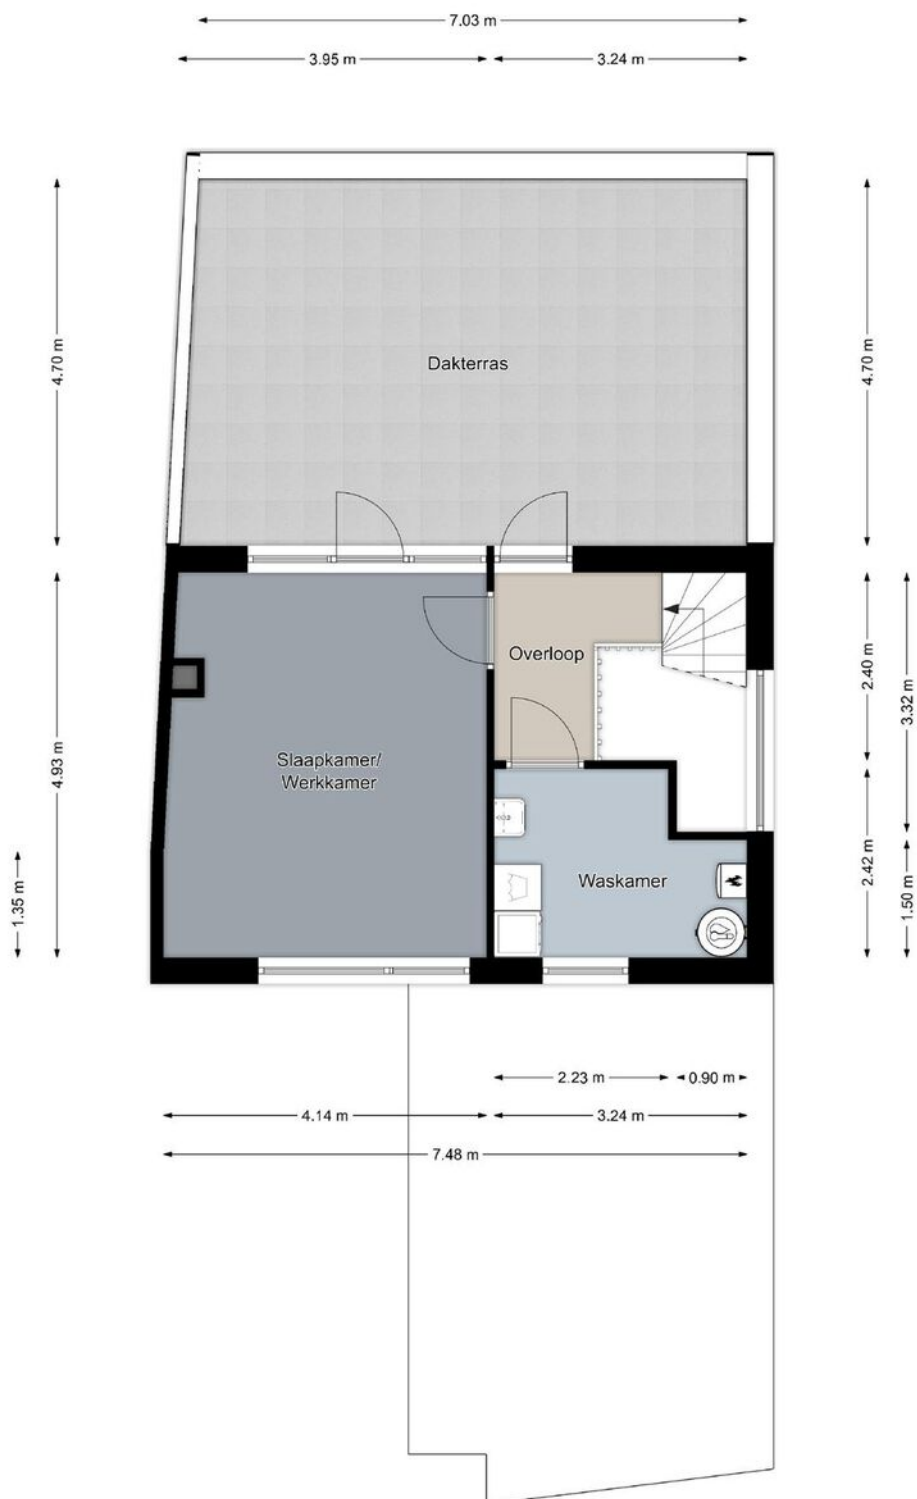 7.03 m
3.95 m
3.24 m
4.70 m
4.70 m
Dakterras
Overloop
2.40 m
3.32 m
4.93 m
Slaapkamer/
Werkkamer
2.42 m
1.35 m
Waskamer
1.50 m
2.23 m
0.90 m
4.14 m
3.24 m
7.48 m